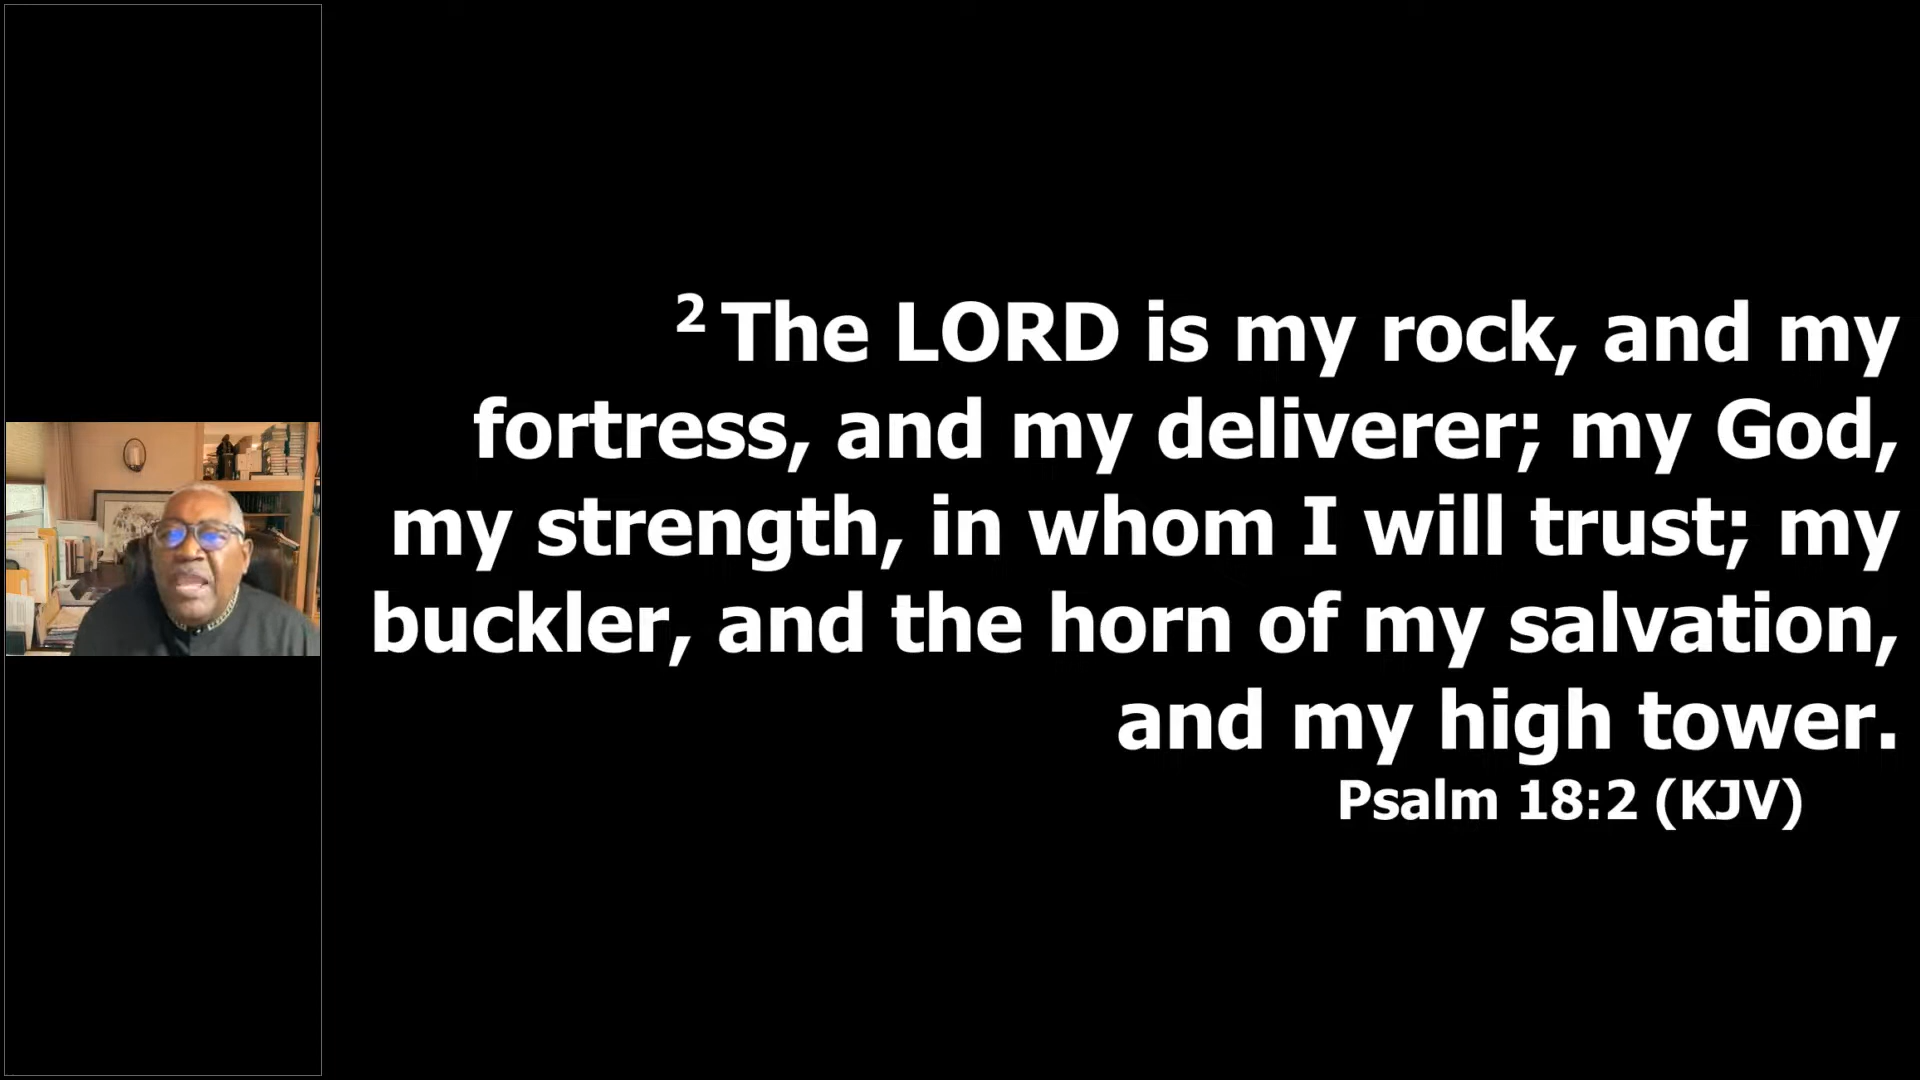 2 The LORD is my rock, and my
fortress, and my deliverer; my God,
my strength, in whom I will trust; my
buckler, and the horn of my salvation,
and my high tower.
Psalm 18:2 (KJV)